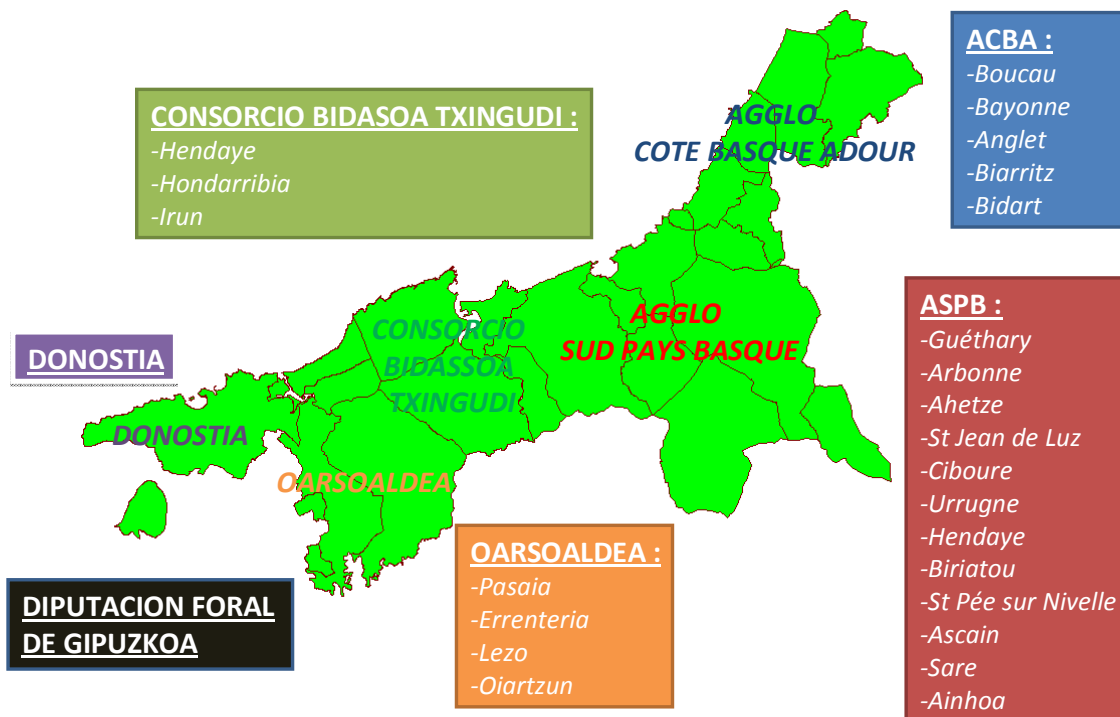 CONSORCIO BIDASOA TXINGUDI :
-Hendaye
-Hondarribia
-Irun
ACBA :
-Boucau
-Bayonne
-Anglet
-Biarritz
-Bidart
AGGLO
COTE BASQUE ADOUR
ASPB :
-Guéthary
-Arbonne
-Ahetze
-St Jean de Luz
-Ciboure
-Urrugne
-Hendaye
-Biriatou
-St Pée sur Nivelle
-Ascain
-Sare
-Ainhoa
AGGLO
SUD PAYS BASQUE
CONSORCIO
BIDASSOA
TXINGUDI
DONOSTIA
DONOSTIA
OARSOALDEA
OARSOALDEA :
-Pasaia
-Errenteria
-Lezo
-Oiartzun
DIPUTACION FORAL
DE GIPUZKOA